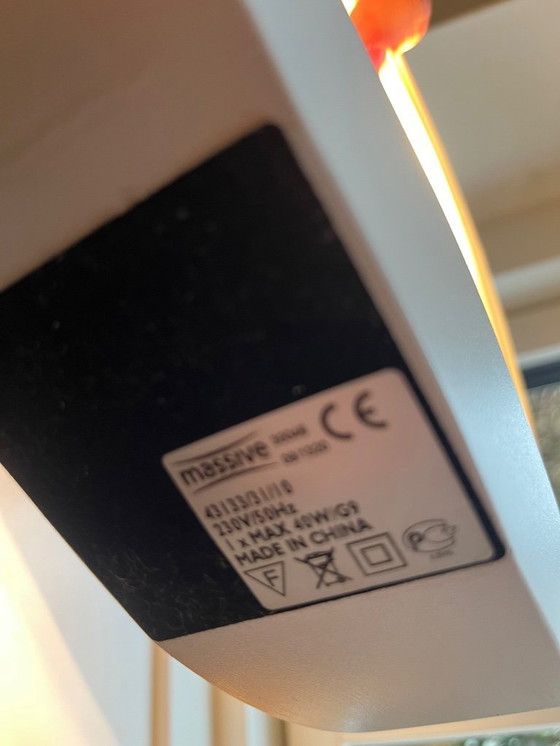 massive
CE
43133/31/10
230V/50Hz
1 x MAX 40W/G9
MADE IN CHINA
F